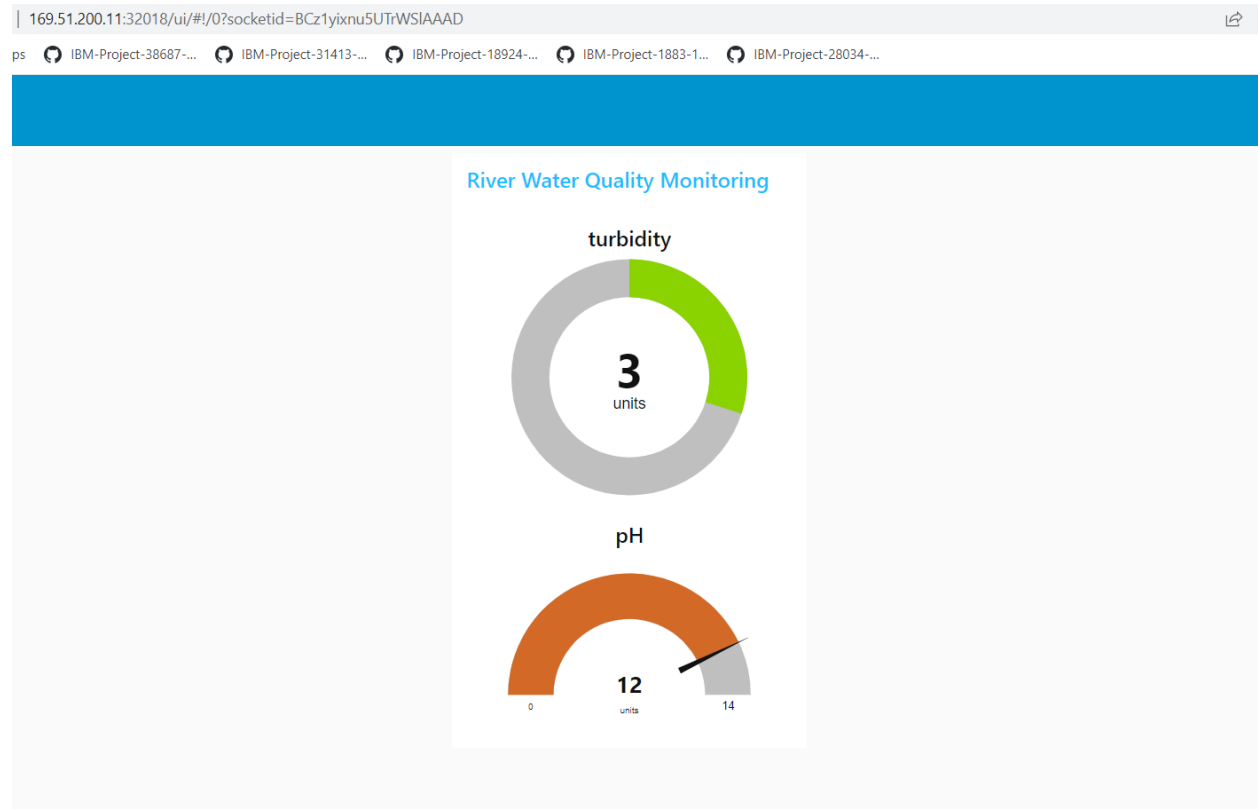 169.51.200.11:32018/ui/#!/0?socketid=BCz1yixnu5UTrWSlAAAD
ps IBM-Project-38687-... IBM-Project-31413-... IBM-Project-18924-... IBM-Project-1883-1... IBM-Project-28034-...
River Water Quality Monitoring
turbidity
3
units
pH
12
0 units 14